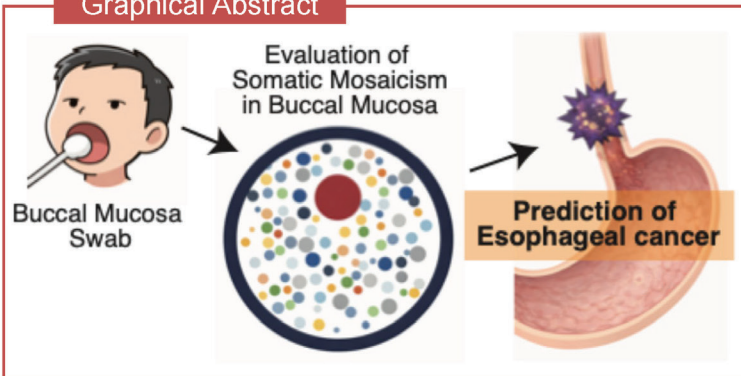 Graphical Abstract
Evaluation of
Somatic Mosaicism
in Buccal Mucosa
Buccal Mucosa
Swab
Prediction of
Esophageal cancer